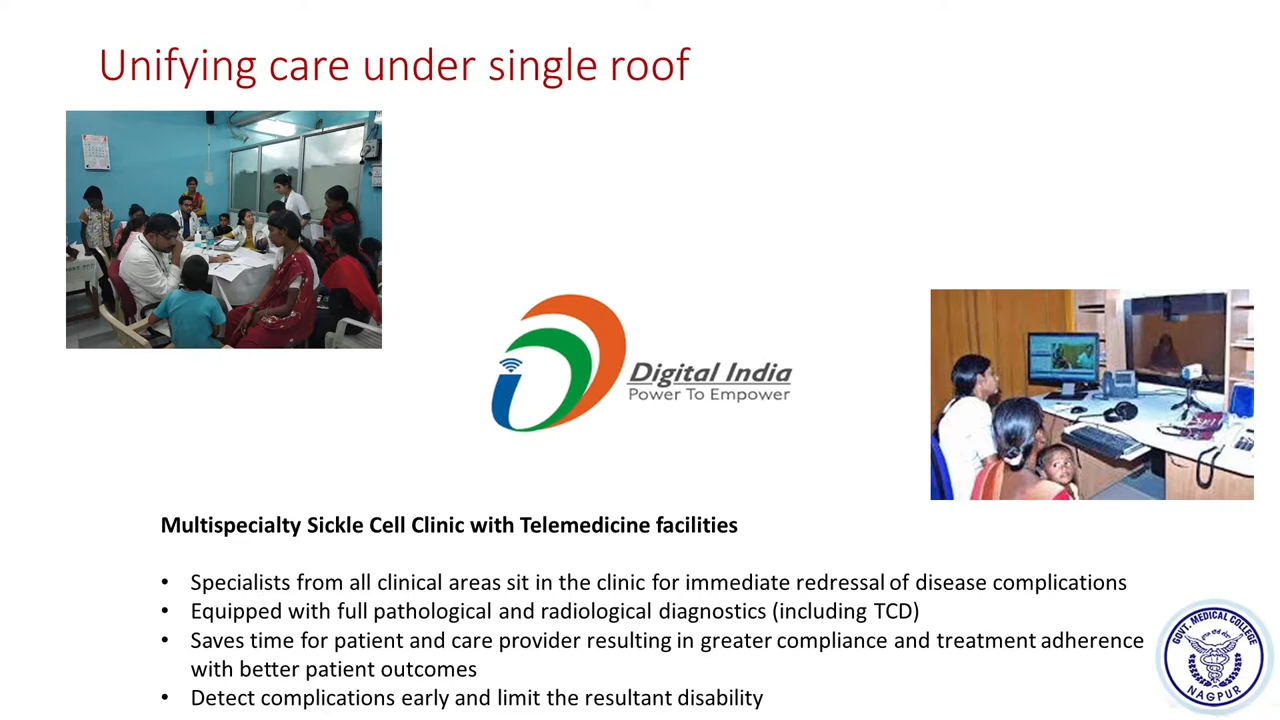 Unifying care under single roof
Digital India
Power To Empower
Multispecialty Sickle Cell Clinic with Telemedicine facilities
• Specialists from all clinical areas sit in the clinic for immediate redressal of disease complications
• Equipped with full pathological and radiological diagnostics (including TCD)
• Saves time for patient and care provider resulting in greater compliance and treatment adherence
with better patient outcomes
• Detect complications early and limit the resultant disability
GOVT. MEDICAL COLLEGE
NAGPUR